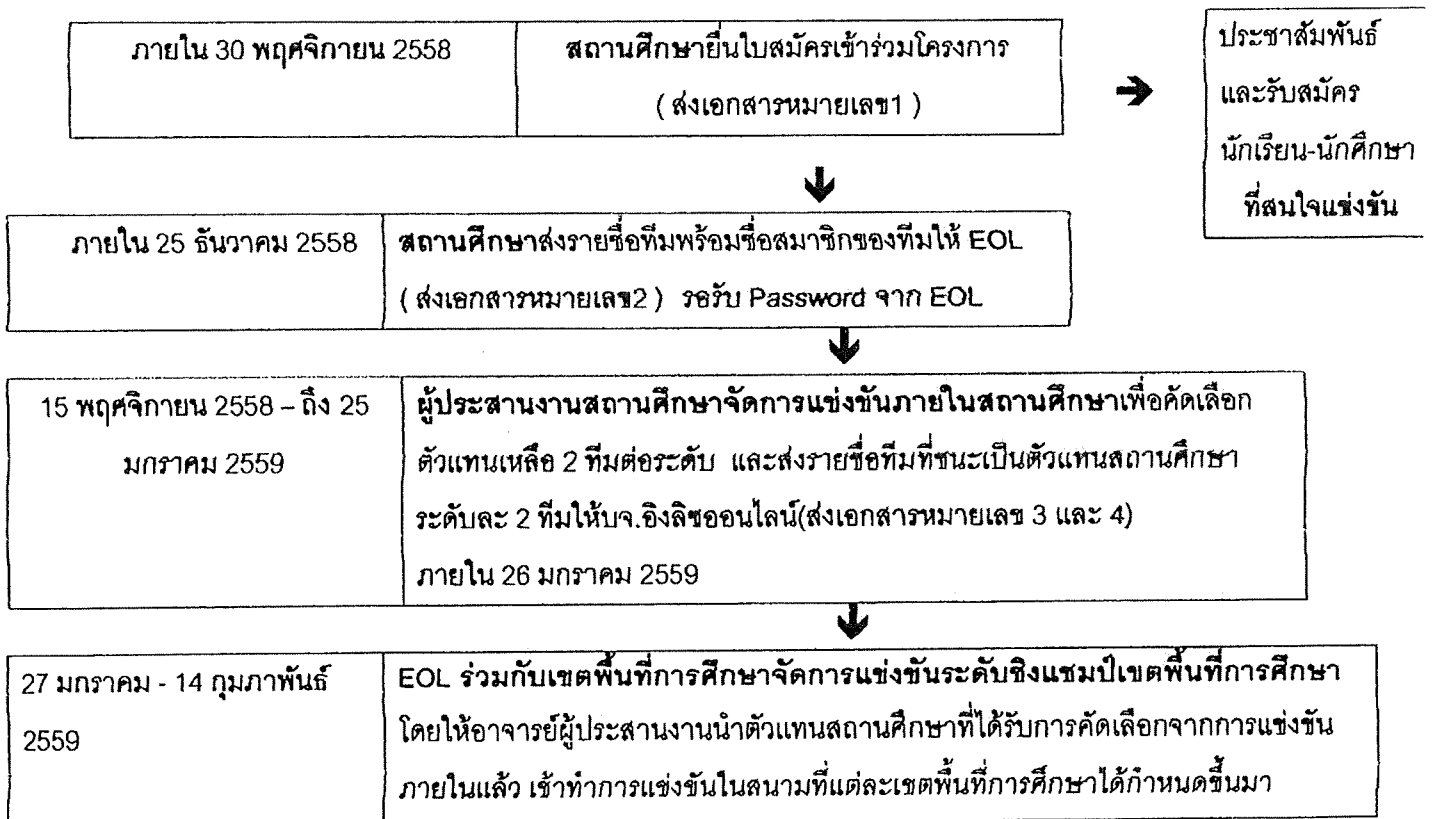 ภายใน 30 พฤศจิกายน 2558
สถานศึกษายื่นใบสมัครเข้าร่วมโครงการ
( ส่งเอกสารหมายเลข1 )
ประชาสัมพันธ์
และรับสมัคร
นักเรียน-นักศึกษา
ที่สนใจแข่งขัน
ภายใน 25 ธันวาคม 2558
สถานศึกษาส่งรายชื่อทีมพร้อมชื่อสมาชิกของทีมให้ EOL
( ส่งเอกสารหมายเลข2 ) รอรับ Password จาก EOL
15 พฤศจิกายน 2558 – ถึง 25
มกราคม 2559
ผู้ประสานงานสถานศึกษาจัดการแข่งขันภายในสถานศึกษาเพื่อคัดเลือก
ตัวแทนเหลือ 2 ทีมต่อระดับ และส่งรายชื่อทีมที่ชนะเป็นตัวแทนสถานศึกษา
ระดับละ 2 ทีมให้บจ.อิงลิชออนไลน์(ส่งเอกสารหมายเลข 3 และ 4)
ภายใน 26 มกราคม 2559
27 มกราคม - 14 กุมภาพันธ์
2559
EOL ร่วมกับเขตพื้นที่การศึกษาจัดการแข่งขันระดับชิงแชมป์เขตพื้นที่การศึกษา
โดยให้อาจารย์ผู้ประสานงานนำตัวแทนสถานศึกษาที่ได้รับการคัดเลือกจากการแข่งขัน
ภายในแล้ว เข้าทำการแข่งขันในสนามที่แต่ละเขตพื้นที่การศึกษาได้กำหนดขึ้นมา